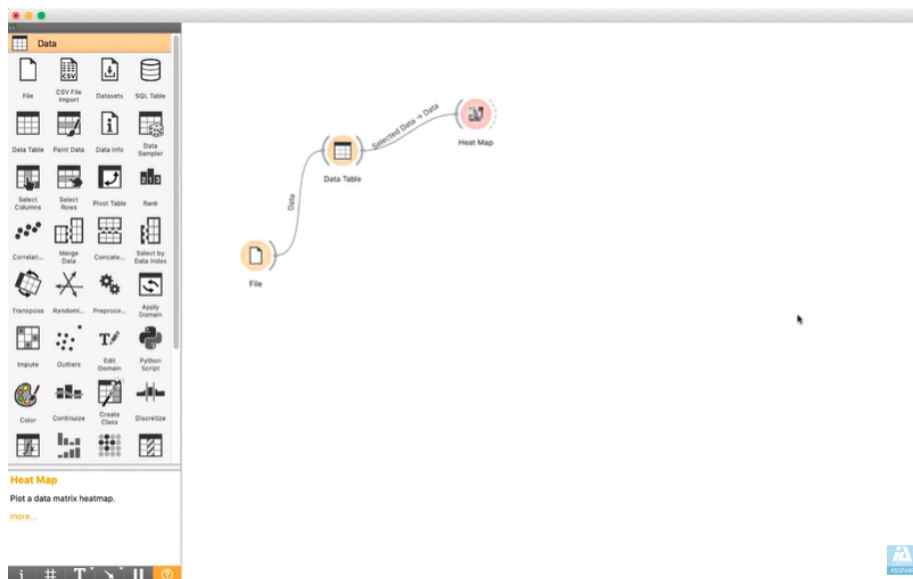 Data
File
CSV File
Import
Datasets
SQL Table
Data Table
Paint Data
Data Info
Data
Sampler
Select
Columns
Select
Rows
Pivot Table
Rank
Correlati...
Merge
Data
Concate...
Select by
Data Index
Transpose
Randomi...
Preproce...
Apply
Domain
Impute
Outliers
Edit
Domain
Python
Script
Color
Continuize
Create
Class
Discretize
Heat Map
Plot a data matrix heatmap.
more...
File
Data
Data Table
Selected Data → Data
Heat Map